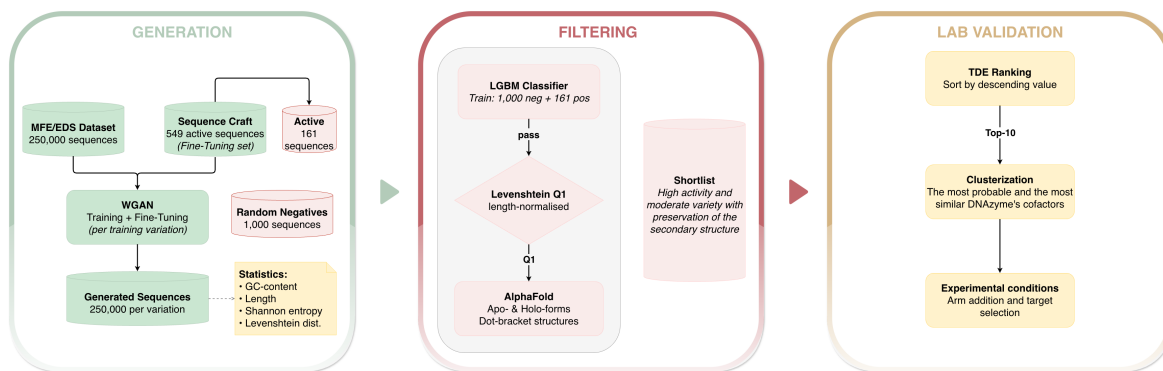 GENERATION
MFE/EDS Dataset
250,000 sequences
Sequence Craft
549 active sequences
(Fine-Tuning set)
Active
161
sequences
WGAN
Training + Fine-Tuning
(per training variation)
Random Negatives
1,000 sequences
Generated Sequences
250,000 per variation
Statistics:
• GC-content
• Length
• Shannon entropy
• Levenshtein dist.
FILTERING
LGBM Classifier
Train: 1,000 neg + 161 pos
pass
Levenshtein Q1
length-normalised
Q1
AlphaFold
Apo- & Holo-forms
Dot-bracket structures
Shortlist
High activity and
moderate variety with
preservation of the
secondary structure
LAB VALIDATION
TDE Ranking
Sort by descending value
Top-10
Clusterization
The most probable and the most
similar DNAzyme's cofactors
Experimental conditions
Arm addition and target
selection